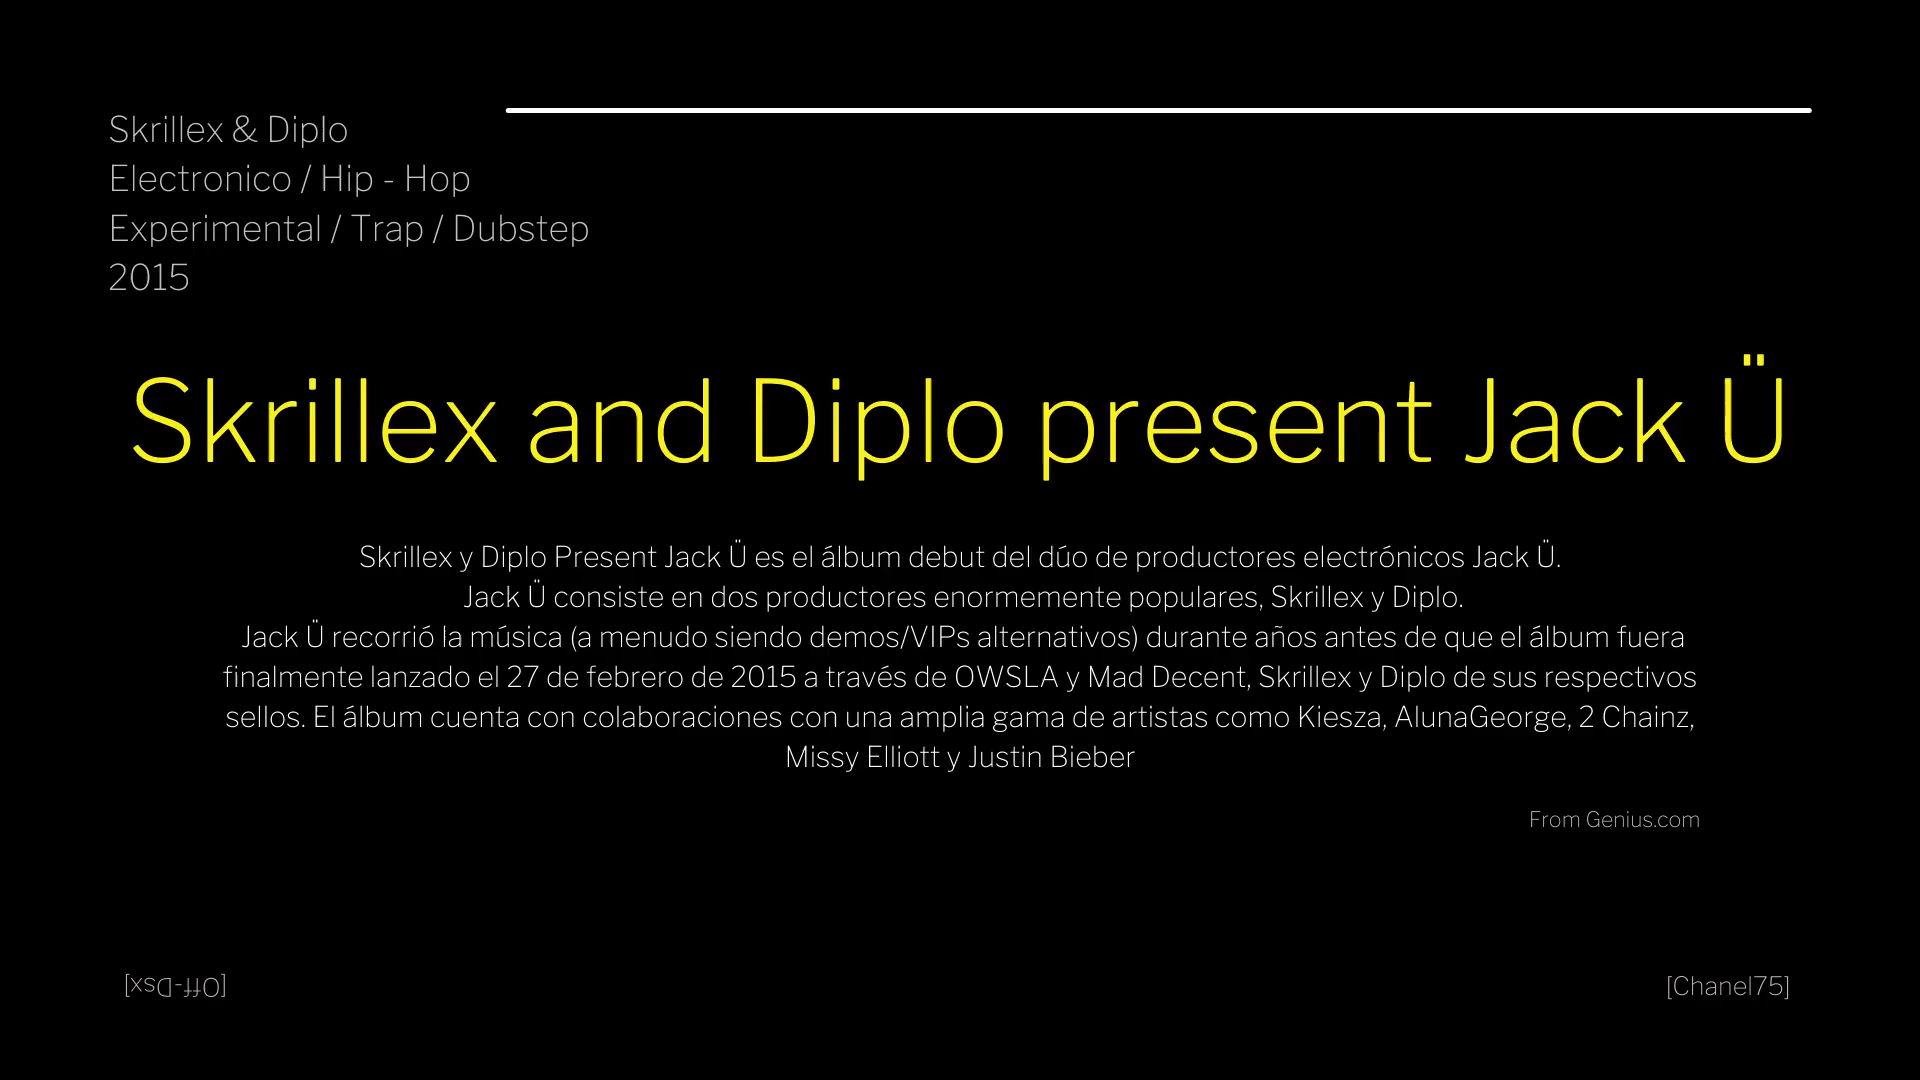 Skrillex & Diplo
Electronico / Hip - Hop
Experimental / Trap / Dubstep
2015
Skrillex and Diplo present Jack Ü
Skrillex y Diplo Present Jack Ü es el álbum debut del dúo de productores electrónicos Jack Ü.
Jack Ü consiste en dos productores enormemente populares, Skrillex y Diplo.
Jack Ü recorrió la música (a menudo siendo demos/VIPs alternativos) durante años antes de que el álbum fuera
finalmente lanzado el 27 de febrero de 2015 a través de OWSLA y Mad Decent, Skrillex y Diplo de sus respectivos
sellos. El álbum cuenta con colaboraciones con una amplia gama de artistas como Kiesza, AlunaGeorge, 2 Chainz,
Missy Elliott y Justin Bieber
From Genius.com
[Off-Dsx]
[Chanel75]